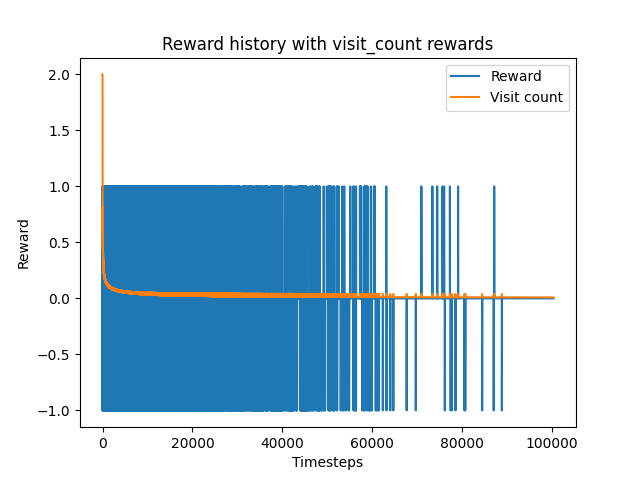 Reward history with visit_count rewards
Reward
Visit count
2.0
1.5
1.0
0.5
0.0
−0.5
−1.0
Reward
0
20000
40000
60000
80000
100000
Timesteps